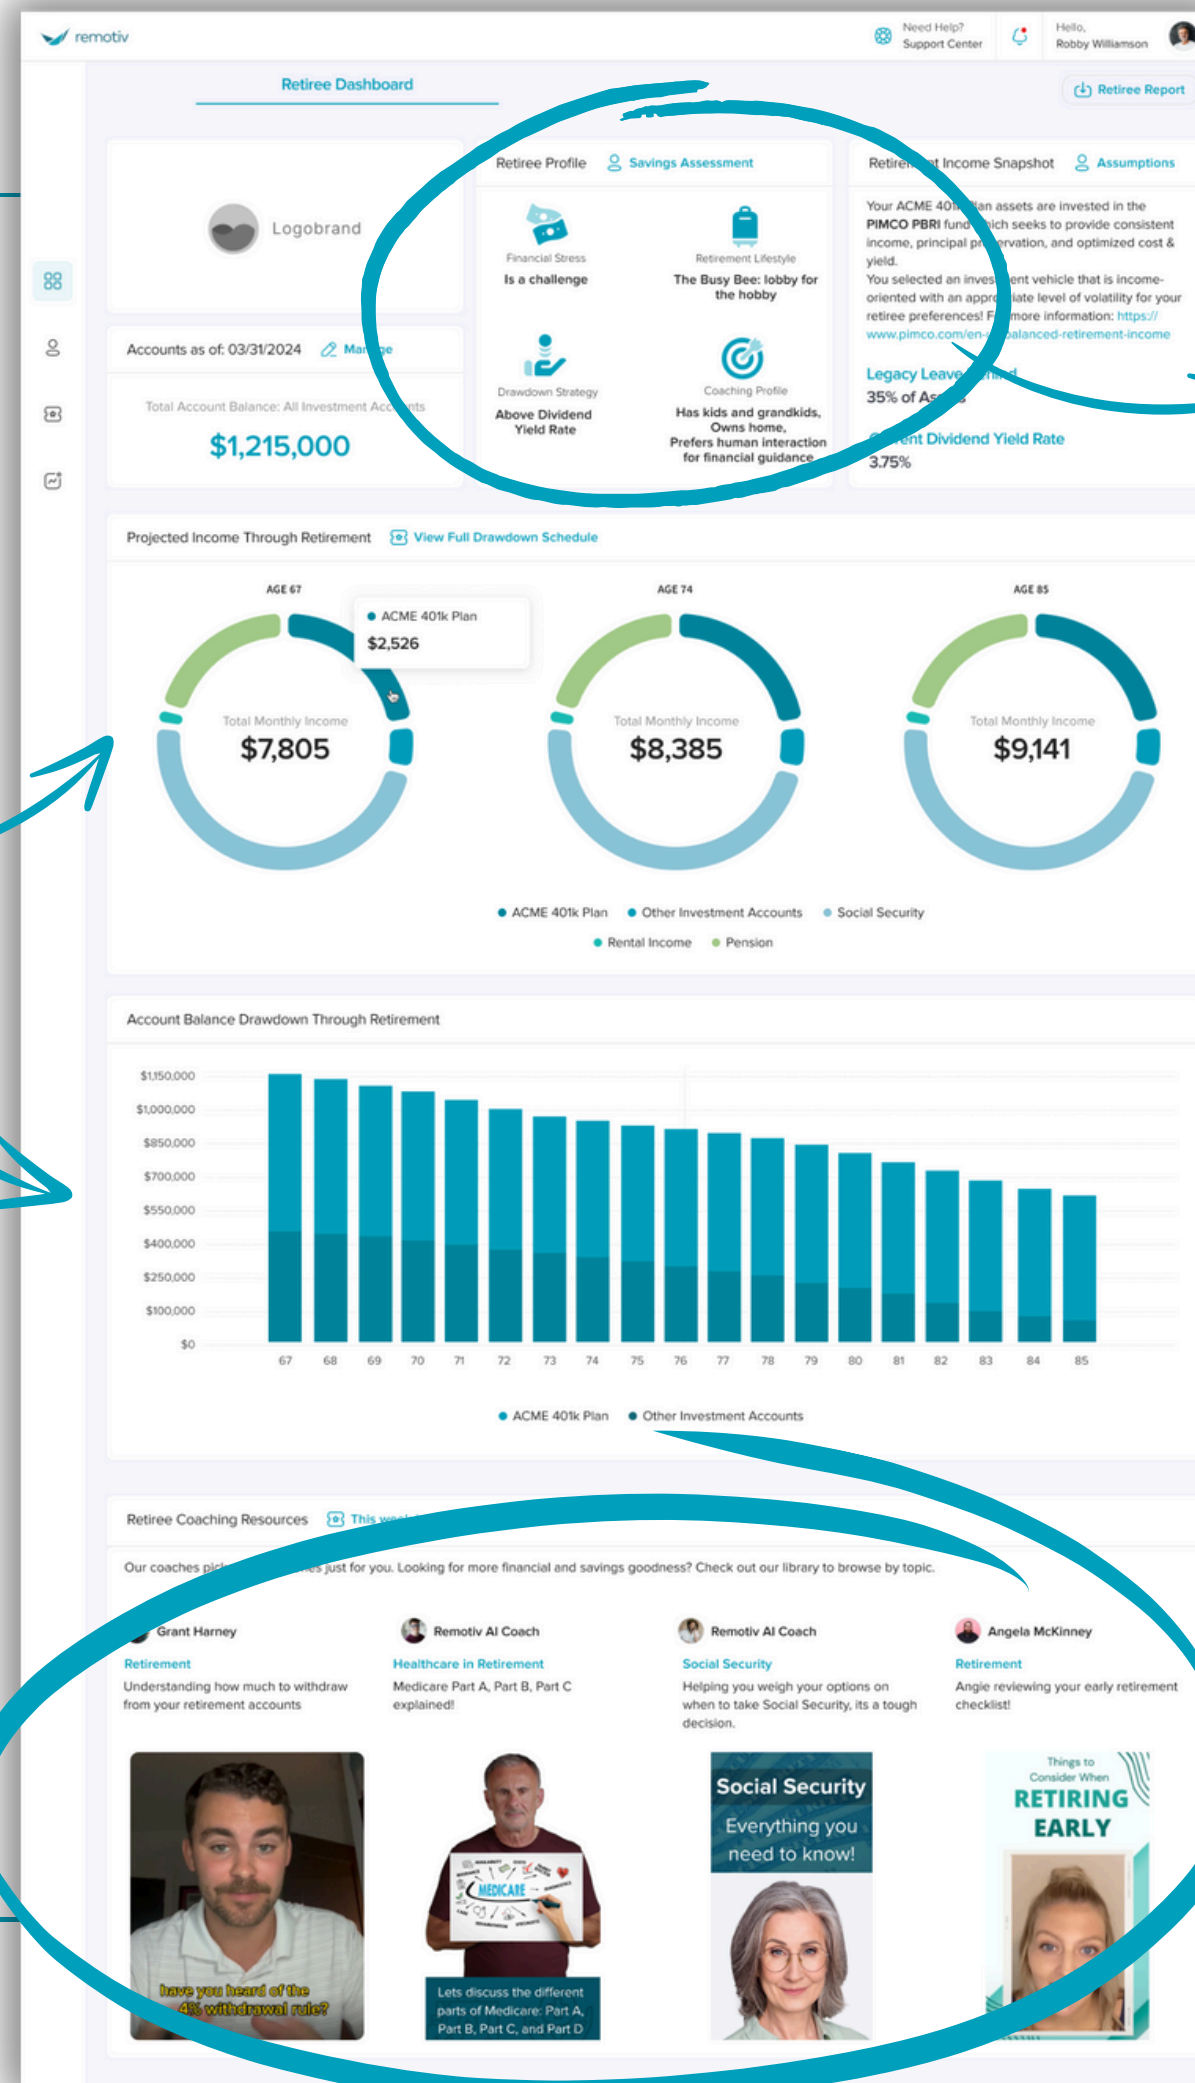 remotiv
Need Help?
Support Center
Hello,
Robby Williamson
Retiree Dashboard
Retiree Report
Logobrand
Accounts as of: 03/31/2024
Total Account Balance: All Investment Accounts
$1,215,000
Retiree Profile
Savings Assessment
Financial Stress
Is a challenge
Retirement Lifestyle
The Busy Bee: lobby for
the hobby
Drawdown Strategy
Above Dividend
Yield Rate
Coaching Profile
Has kids and grandkids,
Owns home,
Prefers human interaction
for financial guidance
Income Snapshot
Assumptions
Your ACME 401k Plan assets are invested in the
PIMCO PBRI fund which seeks to provide consistent
income, principal preservation, and optimized cost &
yield.
You selected an investment vehicle that is income-
oriented with an appropriate level of volatility for your
retiree preferences! For more information: https://
www.pimco.com/en- balanced-retirement-income
Legacy Leave
35% of
Dividend Yield Rate
3.75%
Projected Income Through Retirement
View Full Drawdown Schedule
AGE 67
ACME 401k Plan
$2,526
Total Monthly Income
$7,805
AGE 74
Total Monthly Income
$8,385
AGE 85
Total Monthly Income
$9,141
ACME 401k Plan
Other Investment Accounts
Social Security
Rental Income
Pension
Account Balance Drawdown Through Retirement
$1,150,000
$1,000,000
$850,000
$700,000
$550,000
$400,000
$250,000
$100,000
$0
67 68 69 70 71 72 73 74 75 76 77 78 79 80 81 82 83 84 85
ACME 401k Plan
Other Investment Accounts
Retiree Coaching Resources
This
Our coaches just for you. Looking for more financial and savings goodness? Check out our library to browse by topic.
Grant Harney
Retirement
Understanding how much to withdraw
from your retirement accounts
have you heard of the
4% withdrawal rule?
Remotiv AI Coach
Healthcare in Retirement
Medicare Part A, Part B, Part C
explained!
MEDICARE
Lets discuss the different
parts of Medicare: Part A,
Part B, Part C, and Part D
Remotiv AI Coach
Social Security
Helping you weigh your options on
when to take Social Security, its a tough
decision.
Social Security
Everything you
need to know!
Angela McKinney
Retirement
Angie reviewing your early retirement
checklist!
Things to
Consider When
RETIRING
EARLY